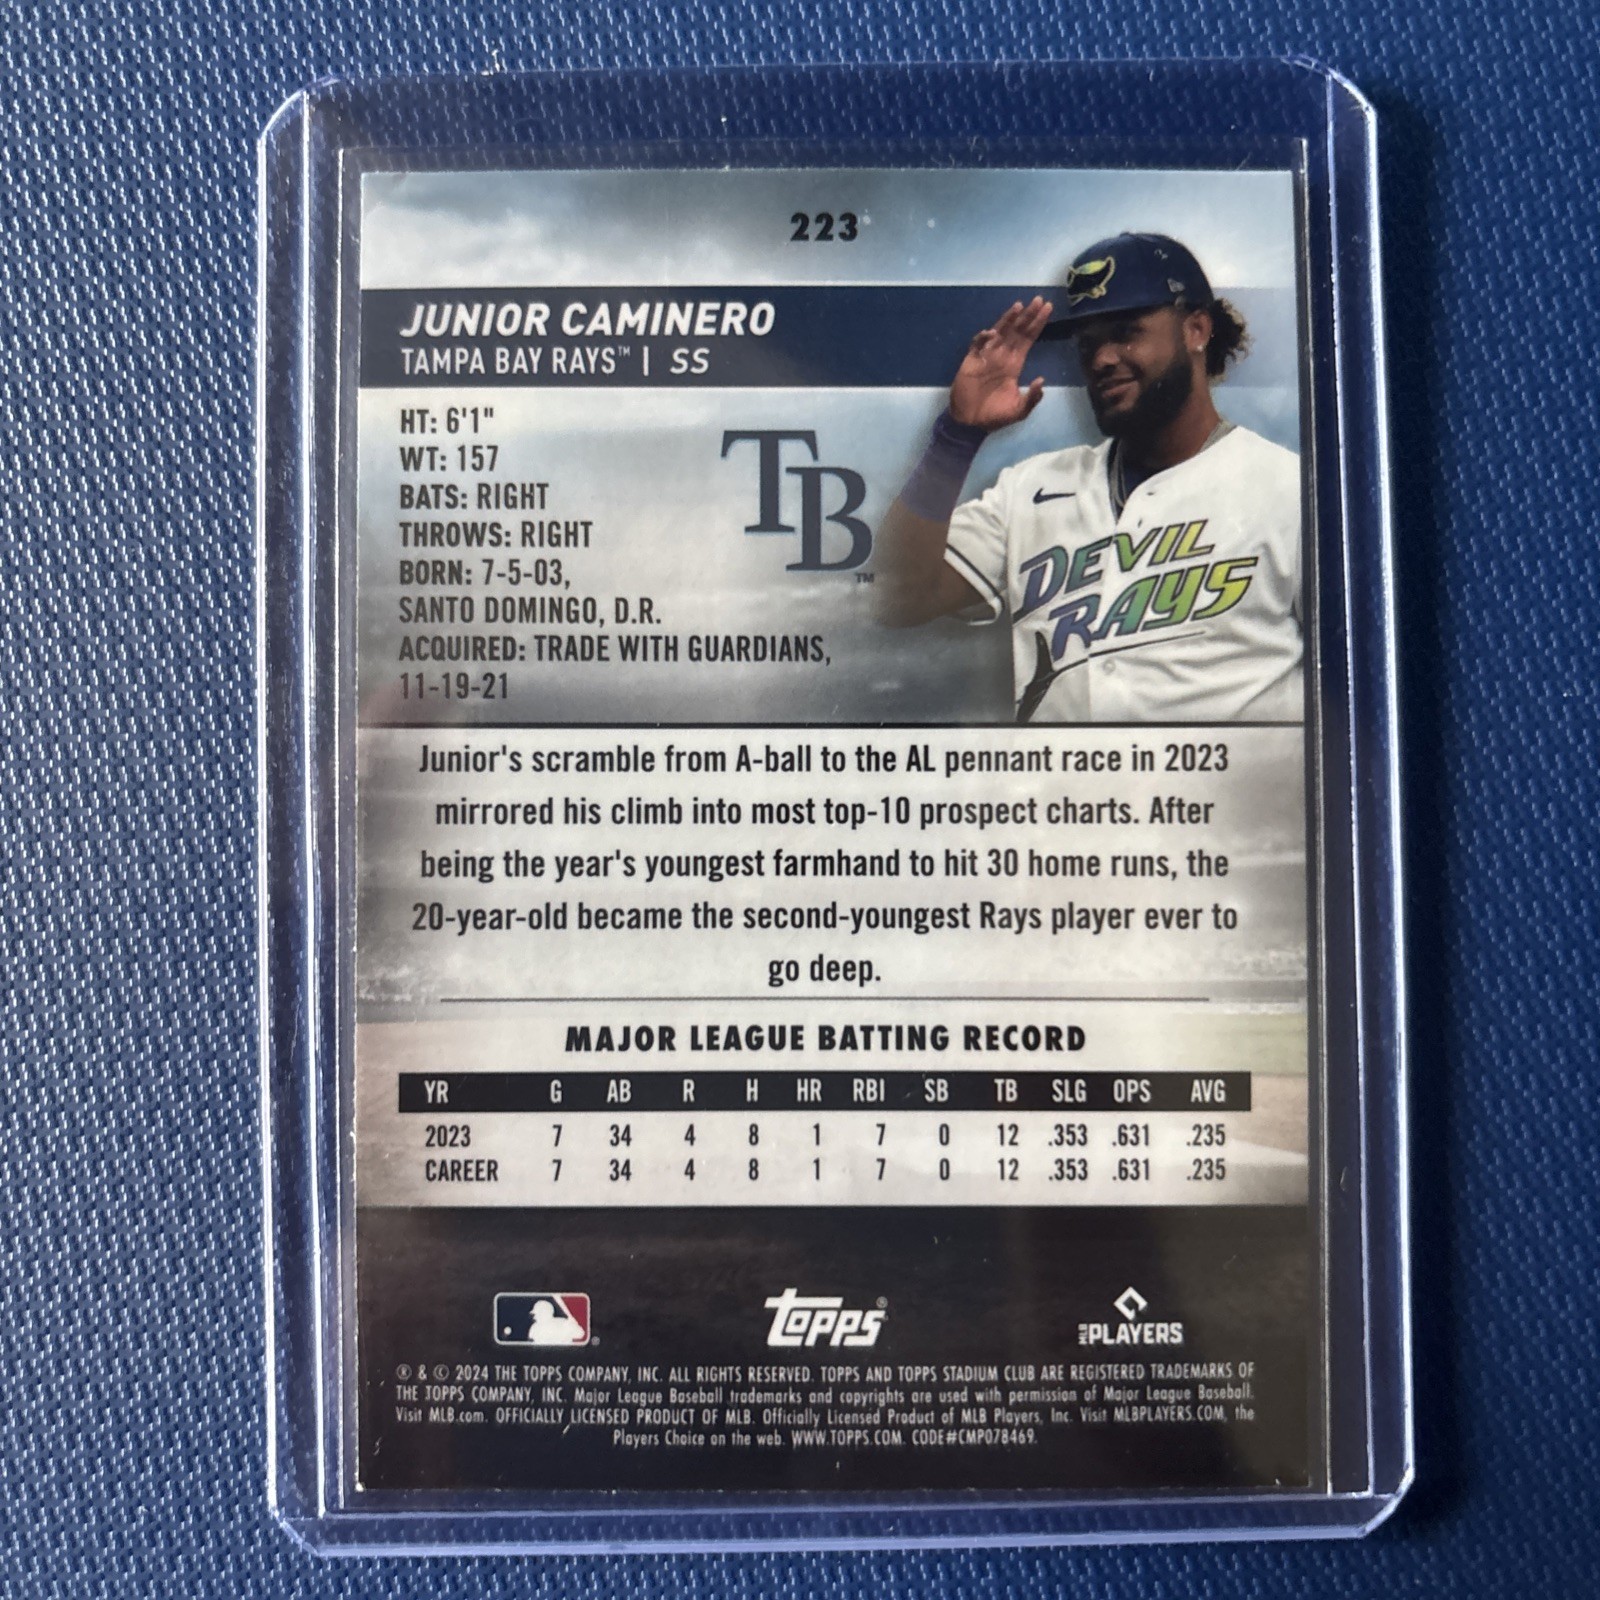 223
JUNIOR CAMINERO
TAMPA BAY RAYS™ | SS
HT: 6'1"
WT: 157
BATS: RIGHT
THROWS: RIGHT
BORN: 7-5-03,
SANTO DOMINGO, D.R.
ACQUIRED: TRADE WITH GUARDIANS,
11-19-21
TB™
DEVIL
RAYS
Junior's scramble from A-ball to the AL pennant race in 2023
mirrored his climb into most top-10 prospect charts. After
being the year's youngest farmhand to hit 30 home runs, the
20-year-old became the second-youngest Rays player ever to
go deep.
MAJOR LEAGUE BATTING RECORD
YR G AB R H HR RBI SB TB SLG OPS AVG
2023 7 34 4 8 1 7 0 12 .353 .631 .235
CAREER 7 34 4 8 1 7 0 12 .353 .631 .235
topps®
MLB PLAYERS
® & © 2024 THE TOPPS COMPANY, INC. ALL RIGHTS RESERVED. TOPPS AND TOPPS STADIUM CLUB ARE REGISTERED TRADEMARKS OF
THE TOPPS COMPANY, INC. Major League Baseball trademarks and copyrights are used with permission of Major League Baseball.
Visit MLB.com. OFFICIALLY LICENSED PRODUCT OF MLB. Officially Licensed Product of MLB Players, Inc. Visit MLBPLAYERS.COM, the
Players Choice on the web. WWW.TOPPS.COM. CODE#CMP078469.